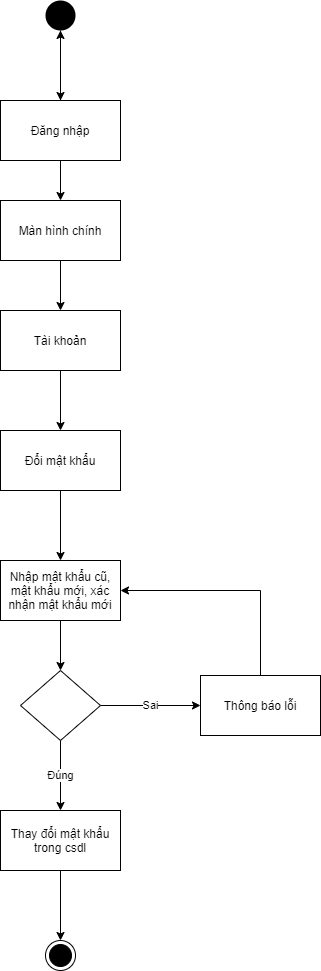 Đăng nhập
Màn hình chính
Tài khoản
Đổi mật khẩu
Nhập mật khẩu cũ,
mật khẩu mới, xác
nhận mật khẩu mới
Sai
Thông báo lỗi
Đúng
Thay đổi mật khẩu
trong csdl